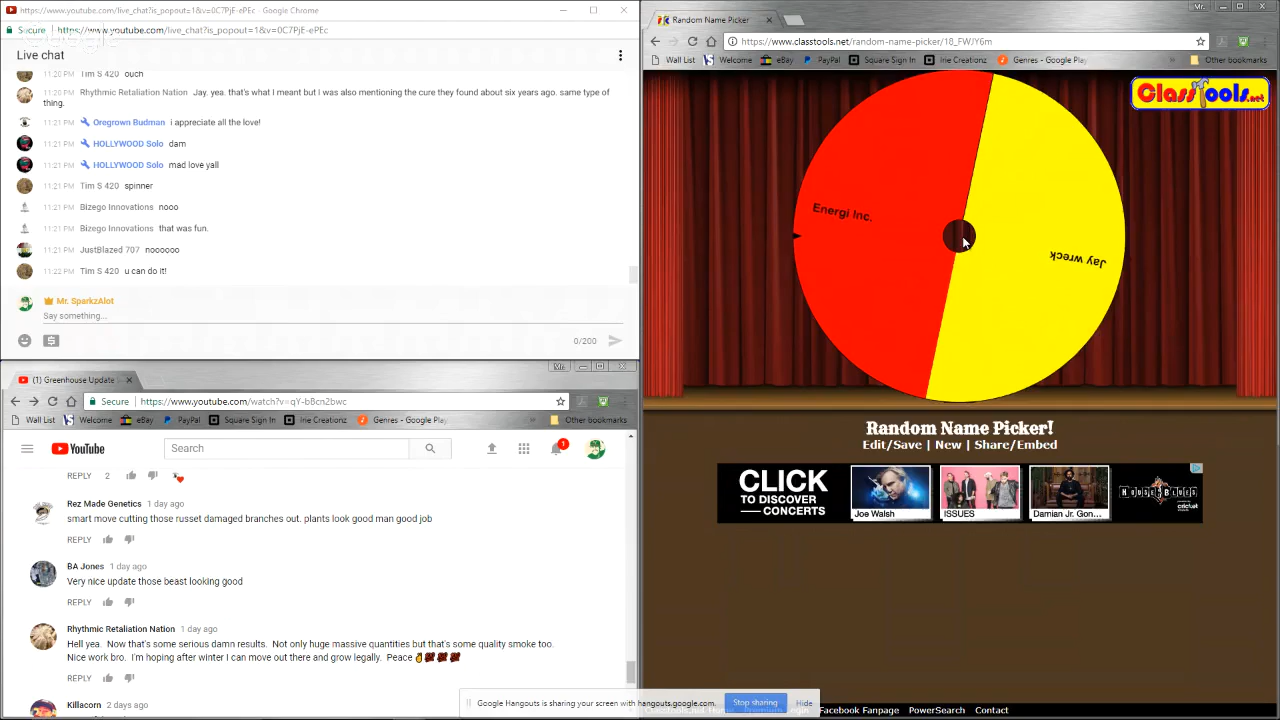 https://www.youtube.com/live_chat?is_popout=1&v=0C7PjE-ePEc - Google Chrome
Secure https://www.youtube.com/live_chat?is_popout=1&v=0C7PjE-ePEc
Live chat
11:20 PM Tim S 420 ouch
11:20 PM Rhythmic Retaliation Nation Jay. yea. that's what I meant but I was also mentioning the cure they found about six years ago. same type of
thing.
11:21 PM Oregrown Budman i appreciate all the love!
11:21 PM HOLLYWOOD Solo dam
11:21 PM HOLLYWOOD Solo mad love yall
11:21 PM Tim S 420 spinner
11:21 PM Bizego Innovations nooo
11:21 PM Bizego Innovations that was fun.
11:21 PM JustBlazed 707 noooooo
11:22 PM Tim S 420 u can do it!
Mr. SparkzAlot
Say something...
0/200
Mr.
(1) Greenhouse Update
Secure https://www.youtube.com/watch?v=qY-bBcn2bwc
Wall List Welcome eBay PayPal Square Sign In Ine Creationz Genres - Google Play Other bookmarks
YouTube Search 1
REPLY 2
Rez Made Genetics 1 day ago
smart move cutting those russet damaged branches out. plants look good man good job
REPLY
BA Jones 1 day ago
Very nice update those beast looking good
REPLY
Rhythmic Retaliation Nation 1 day ago
Hell yea. Now that's some serious damn results. Not only huge massive quantities but that's some quality smoke too.
Nice work bro. I'm hoping after winter I can move out there and grow legally. Peace ✌💯💯💯
REPLY
Killacorn 2 days ago
Mr.
Random Name Picker
https://www.classtools.net/random-name-picker/18_FWJY6m
Wall List Welcome eBay PayPal Square Sign In Ine Creationz Genres - Google Play Other bookmarks
ClassTools.net
Energi Inc.
Jay wreck
Random Name Picker!
Edit/Save | New | Share/Embed
CLICK
TO DISCOVER
CONCERTS
Joe Walsh
ISSUES
Damian Jr. Gon...
HOUSE OF BLUES
cricket
Google Hangouts is sharing your screen with hangouts.google.com. Stop sharing Hide
Facebook Fanpage PowerSearch Contact